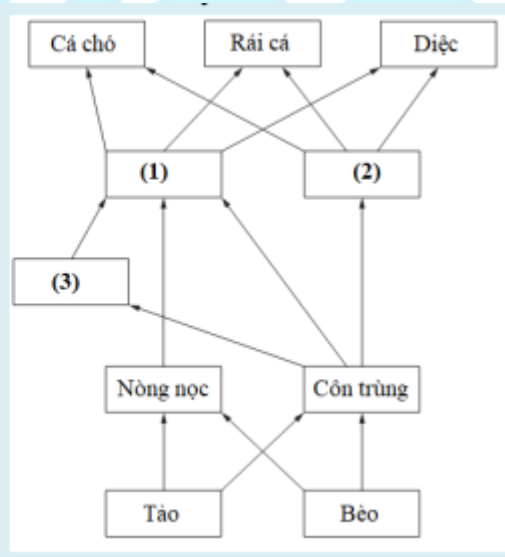 Cá chó
Rái cá
Diệc
(1)
(2)
(3)
Nòng nọc
Côn trùng
Tảo
Bèo